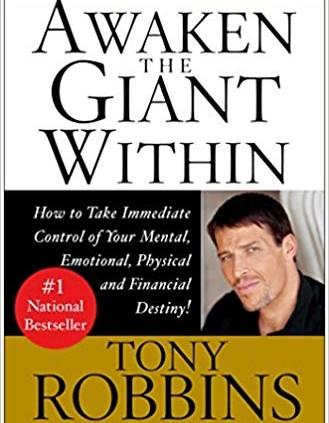 AWAKEN
THE
GIANT
WITHIN
How to Take Immediate
Control of Your Mental,
Emotional, Physical
and Financial
Destiny!
#1
National
Bestseller
TONY
ROBBINS